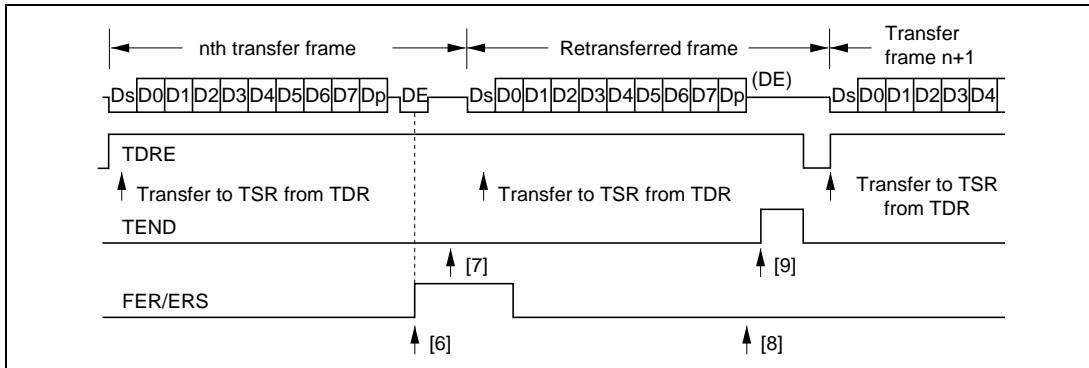 nth transfer frame
Retransferred frame
Transfer
frame n+1
Ds D0 D1 D2 D3 D4 D5 D6 D7 Dp DE
Ds D0 D1 D2 D3 D4 D5 D6 D7 Dp
(DE)
Ds D0 D1 D2 D3 D4
TDRE
Transfer to TSR from TDR
Transfer to TSR from TDR
Transfer to TSR
from TDR
TEND
[7]
[9]
FER/ERS
[6]
[8]